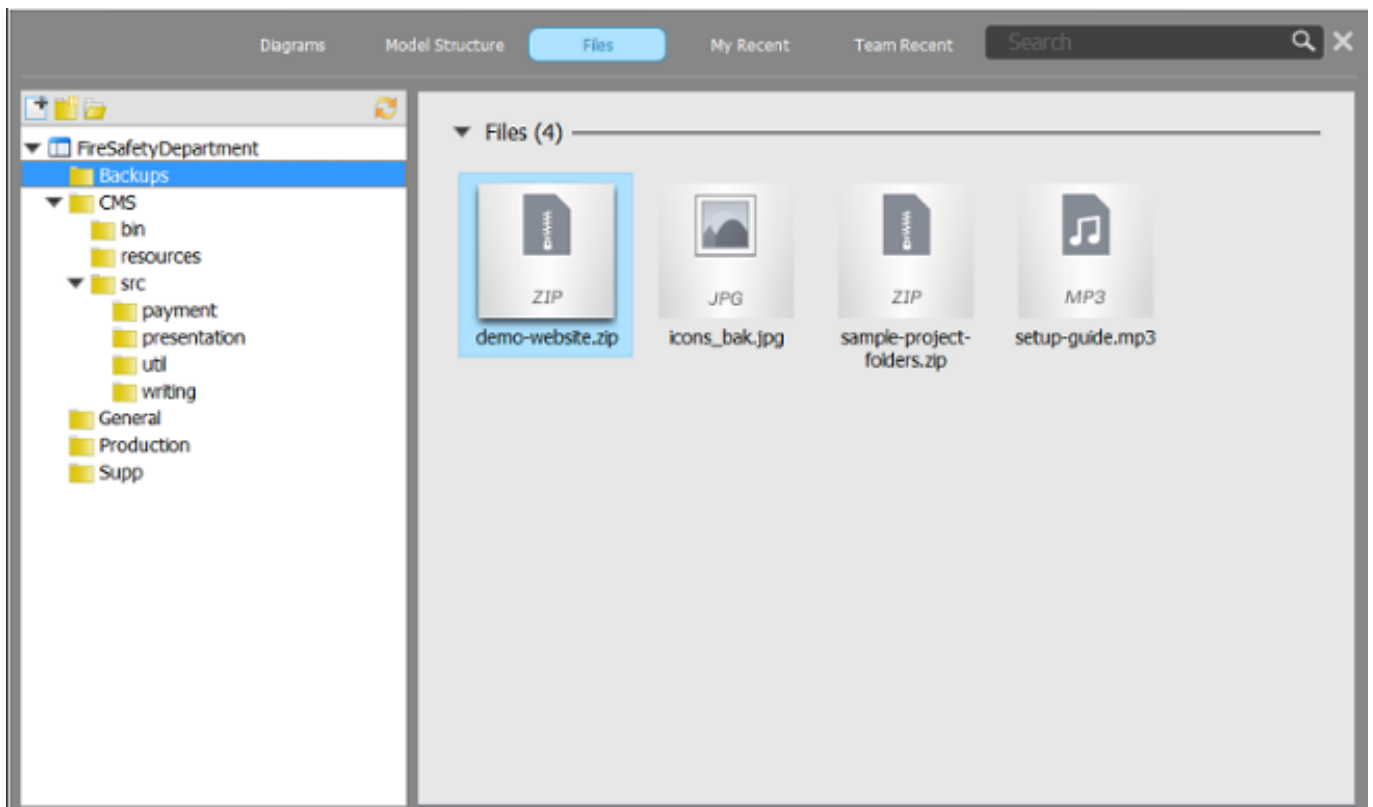 Diagrams Model Structure Files My Recent Team Recent Search
FireSafetyDepartment
Backups
CMS
bin
resources
src
payment
presentation
util
writing
General
Production
Supp
Files (4)
ZIP JPG ZIP MP3
demo-website.zip icons_bak.jpg sample-project- setup-guide.mp3
folders.zip